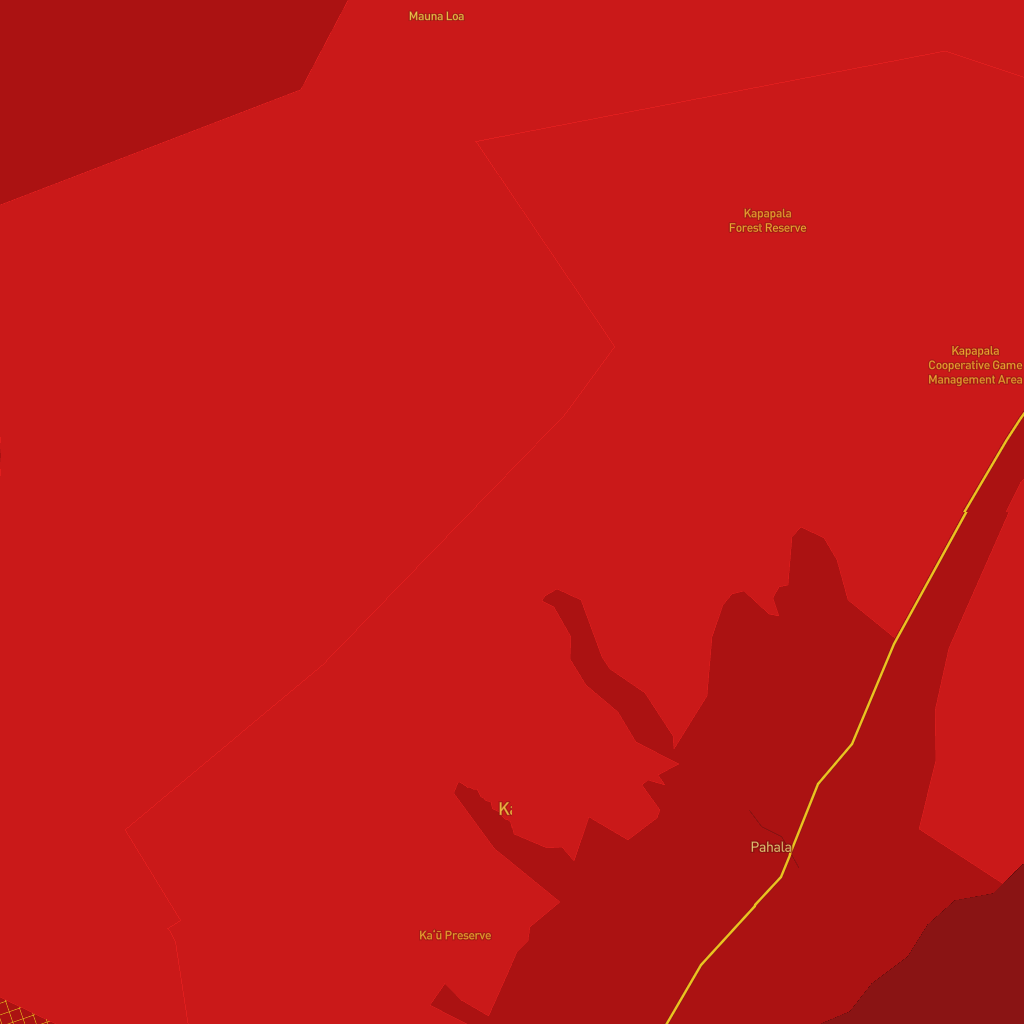 Mauna Loa
Kapapala
Forest Reserve
Kapapala
Cooperative Game
Management Area
Pahala
Ka'ū Preserve